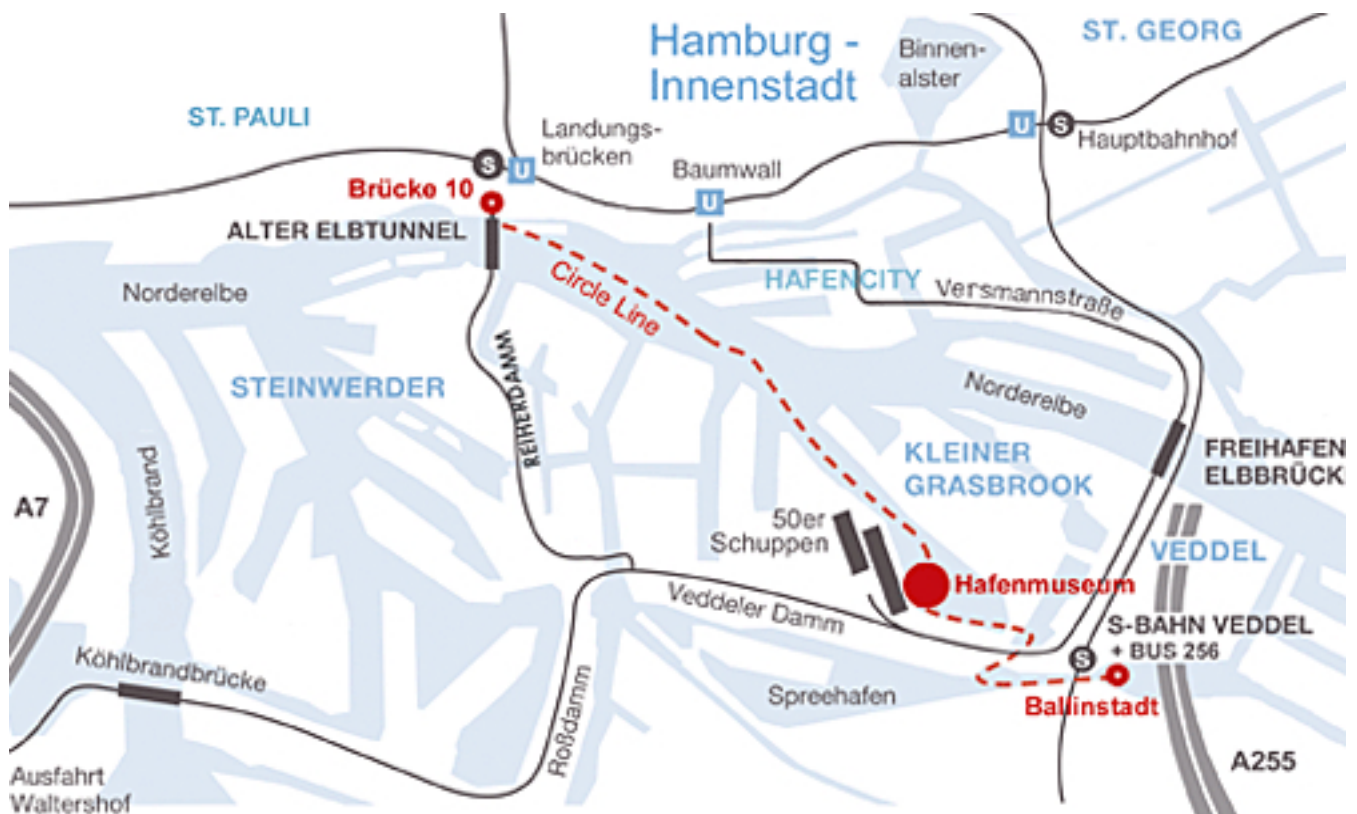 Hamburg -
Innenstadt
Binnen-
alster
ST. GEORG
ST. PAULI
Landungs-
brücken
S
U
Baumwall
U
U
S
Hauptbahnhof
Brücke 10
ALTER ELBTUNNEL
Norderelbe
Circle Line
HAFENCITY
Versmannstraße
STEINWERDER
REIHERDAMM
Norderelbe
KLEINER
GRASBROOK
FREIHAFEN
ELBBRÜCK
A7
Köhlbrand
50er
Schuppen
VEDDEL
Hafenmuseum
Veddeler Damm
S-BAHN VEDDEL
+ BUS 256
S
Köhlbrandbrücke
Roßdamm
Spreehafen
Ballinstadt
A255
Ausfahrt
Waltershof